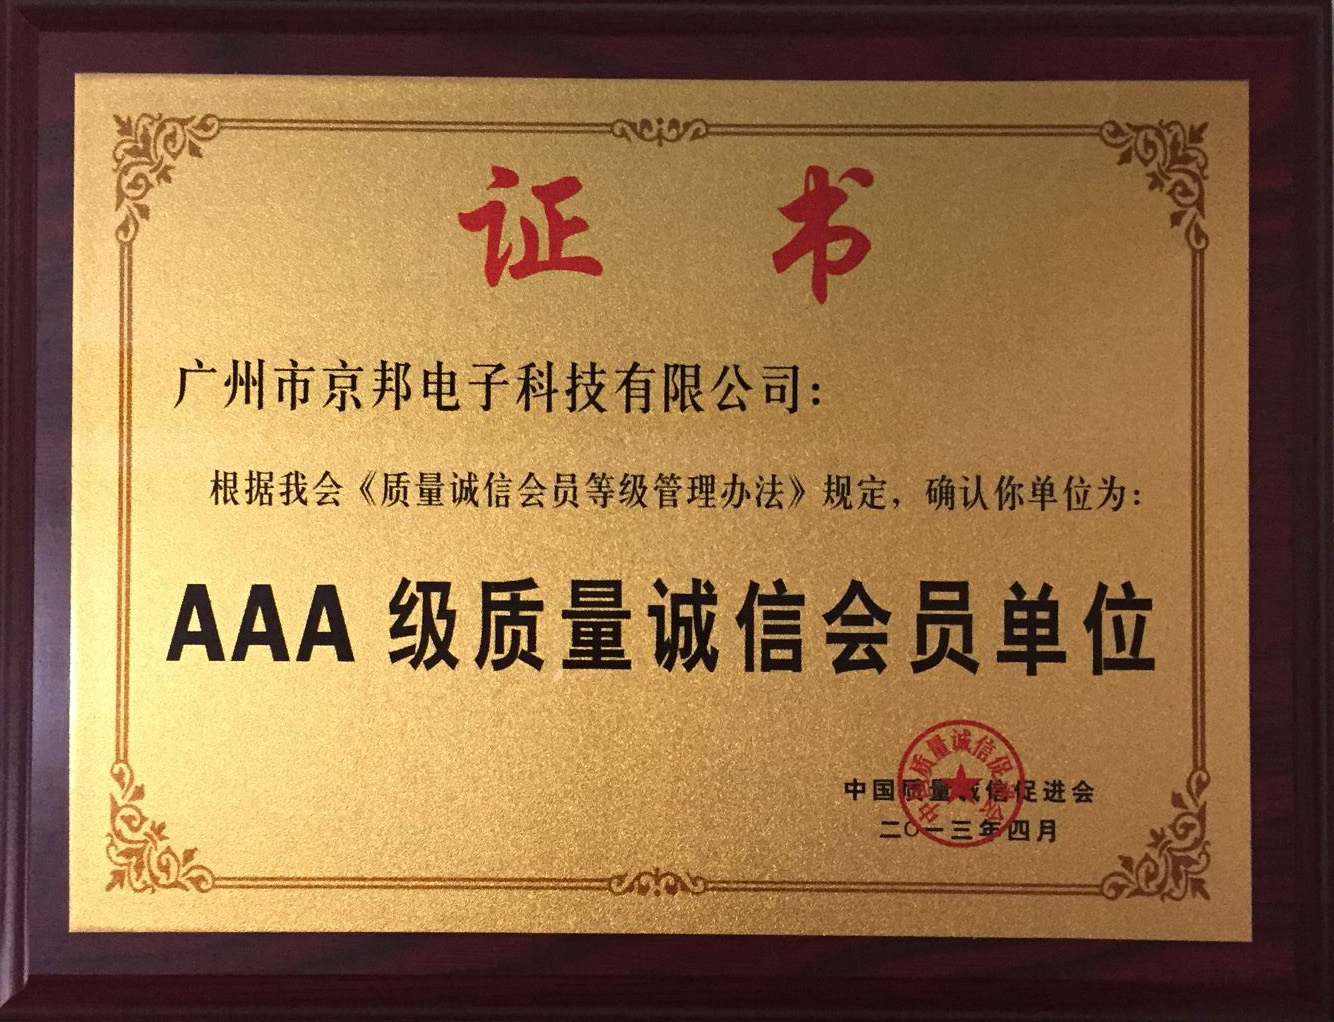 证 书
广州市京邦电子科技有限公司：
根据我会《质量诚信会员等级管理办法》规定，确认你单位为：
AAA 级质量诚信会员单位
中国质量诚信促进会
二〇一三年四月